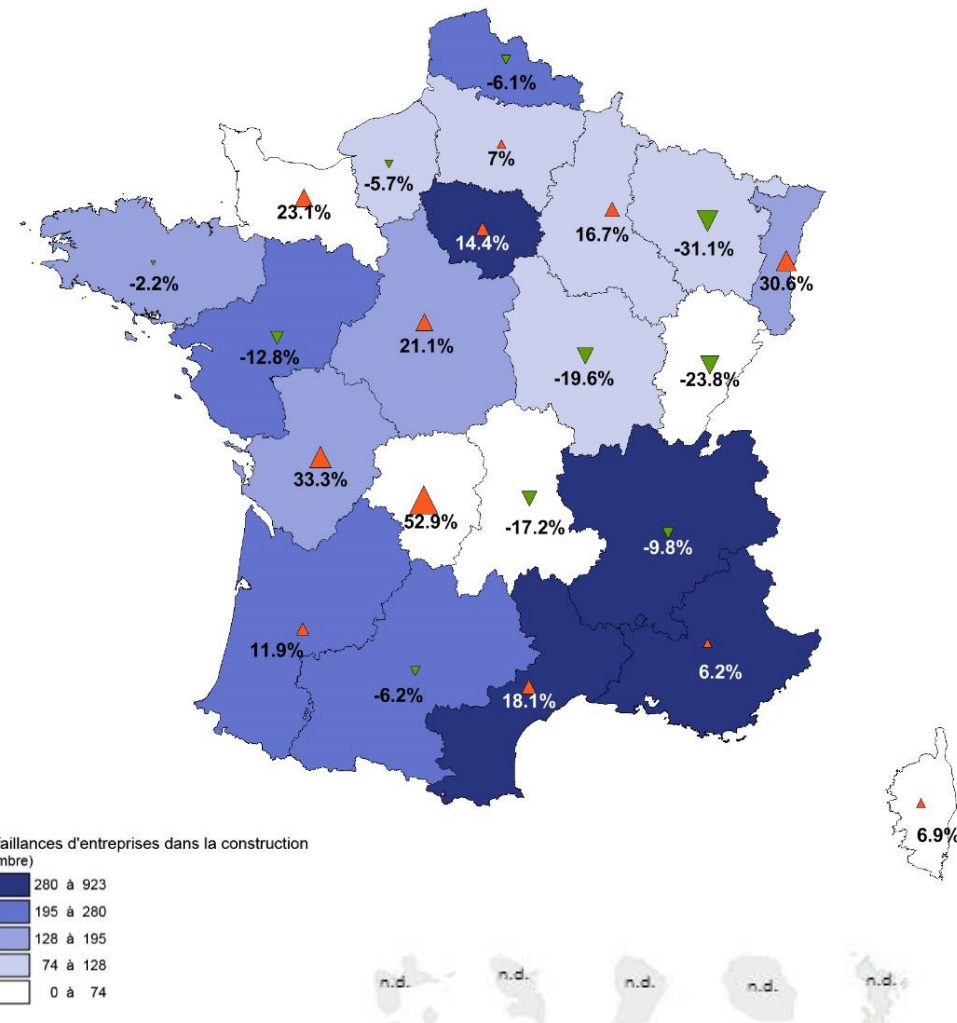 -6.1%
7%
-5.7%
23.1%
14.4%
16.7%
-31.1%
30.6%
-2.2%
-12.8%
21.1%
-19.6%
-23.8%
33.3%
52.9%
-17.2%
-9.8%
11.9%
-6.2%
18.1%
6.2%
6.9%
faillances d'entreprises dans la construction
mbre)
280 à 923
195 à 280
128 à 195
74 à 128
0 à 74
n.d.
n.d.
n.d.
n.d.
n.d.